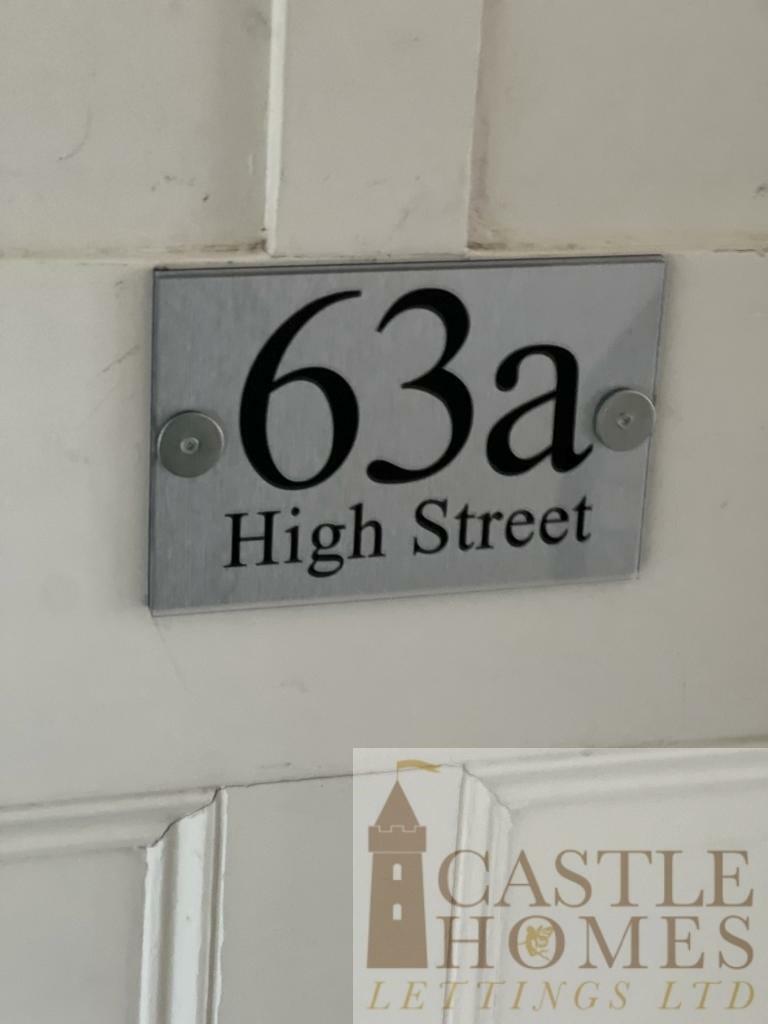 63a
High Street
CASTLE
HOMES
LETTINGS LTD